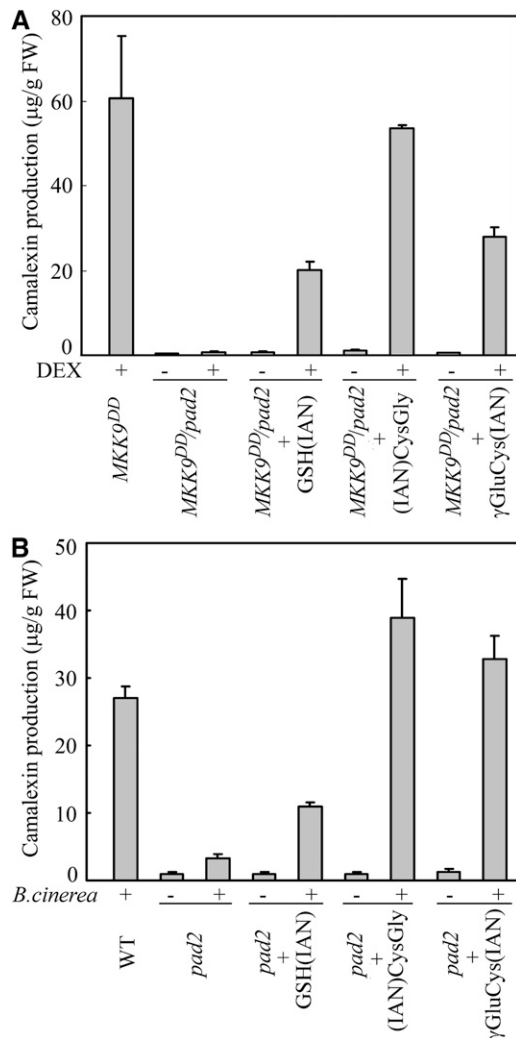 A
Camalexin production (µg/g FW)
80
60
40
20
0
DEX + - + - + - + - +
MKK9DD
MKK9DD/pad2
MKK9DD/pad2
+
GSH(IAN)
MKK9DD/pad2
+
(IAN)CysGly
MKK9DD/pad2
+
γGluCys(IAN)
B
Camalexin production (µg/g FW)
50
40
30
20
10
0
B.cinerea + - + - + - + - +
WT
pad2
pad2
+
GSH(IAN)
pad2
+
(IAN)CysGly
pad2
+
γGluCys(IAN)